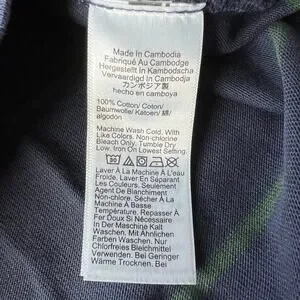 Made In Cambodia
Fabriqué Au Cambodge
Hergestellt In Kambodscha
Vervaardigd In Cambodja
カンボジア製
hecho en camboya
100% Cotton/ Coton/
Baumwolle/ Katoen/ 綿/
algodon
Machine Wash Cold, With
Like Colors. Non-chlorine
Bleach Only. Tumble Dry
Low. Iron On Lowest Setting
Laver À La Machine À L'eau
Froide. Laver En Séparant
Les Couleurs. Seulement
Agent De Blanchiment
Non-chlore. Sécher À La
Machine À Basse
Température. Repasser À
Fer Doux Si Nécessaire
In Der Maschine Kalt
Waschen. Mit Ähnlichen
Farben Waschen. Nur
Chlorfreies Bleichmittel
Verwenden. Bei Geringer
Wärme Trocknen. Bei